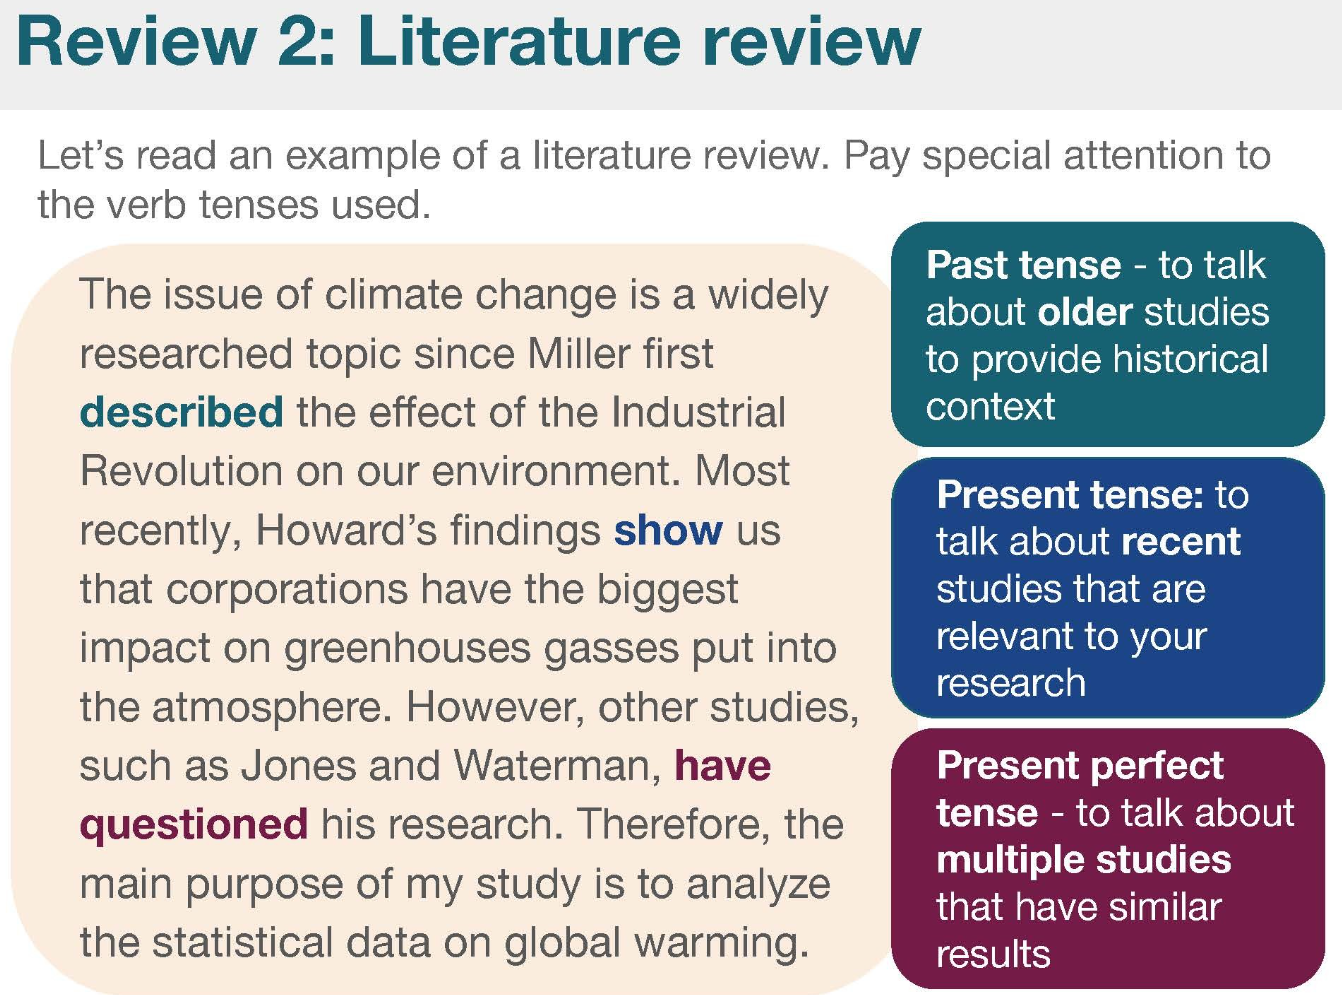 Review 2: Literature review
Let's read an example of a literature review. Pay special attention to
the verb tenses used.
The issue of climate change is a widely
researched topic since Miller first
described the effect of the Industrial
Revolution on our environment. Most
recently, Howard's findings show us
that corporations have the biggest
impact on greenhouses gasses put into
the atmosphere. However, other studies,
such as Jones and Waterman, have
questioned his research. Therefore, the
main purpose of my study is to analyze
the statistical data on global warming.
Past tense - to talk
about older studies
to provide historical
context
Present tense: to
talk about recent
studies that are
relevant to your
research
Present perfect
tense - to talk about
multiple studies
that have similar
results